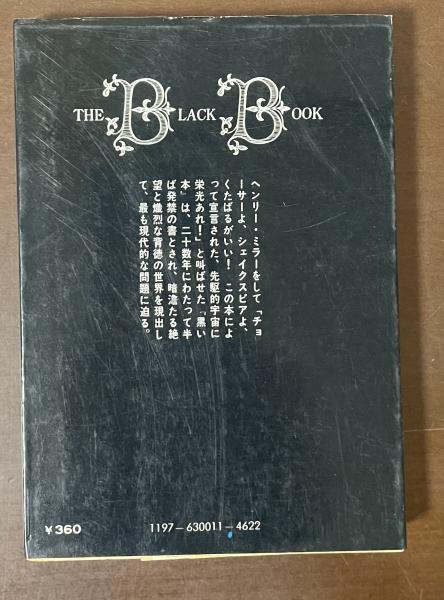 THE BLACK BOOK
ヘンリー・ミラーをして「チョ
ーサーよ、シェイクスピアよ、
くたばるがいい! この本によ
って宣言された、先駆的宇宙に
栄光あれ!」と叫ばせた『黒い
本』は、二十数年にわたって半
ば発禁の書とされ、暗澹たる絶
望と熾烈な背徳の世界を現出し
て、最も現代的な問題に迫る。
¥360
1197-630011-4622